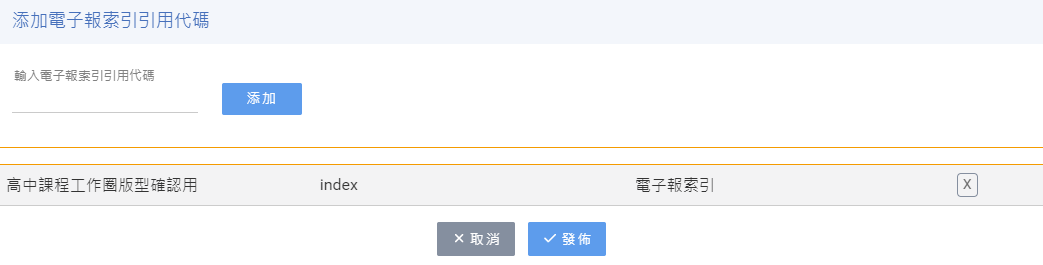 添加電子報索引引用代碼
輸入電子報索引引用代碼
添加
高中課程工作圈版型確認用 index 電子報索引 X
✕ 取消 ✓ 發佈